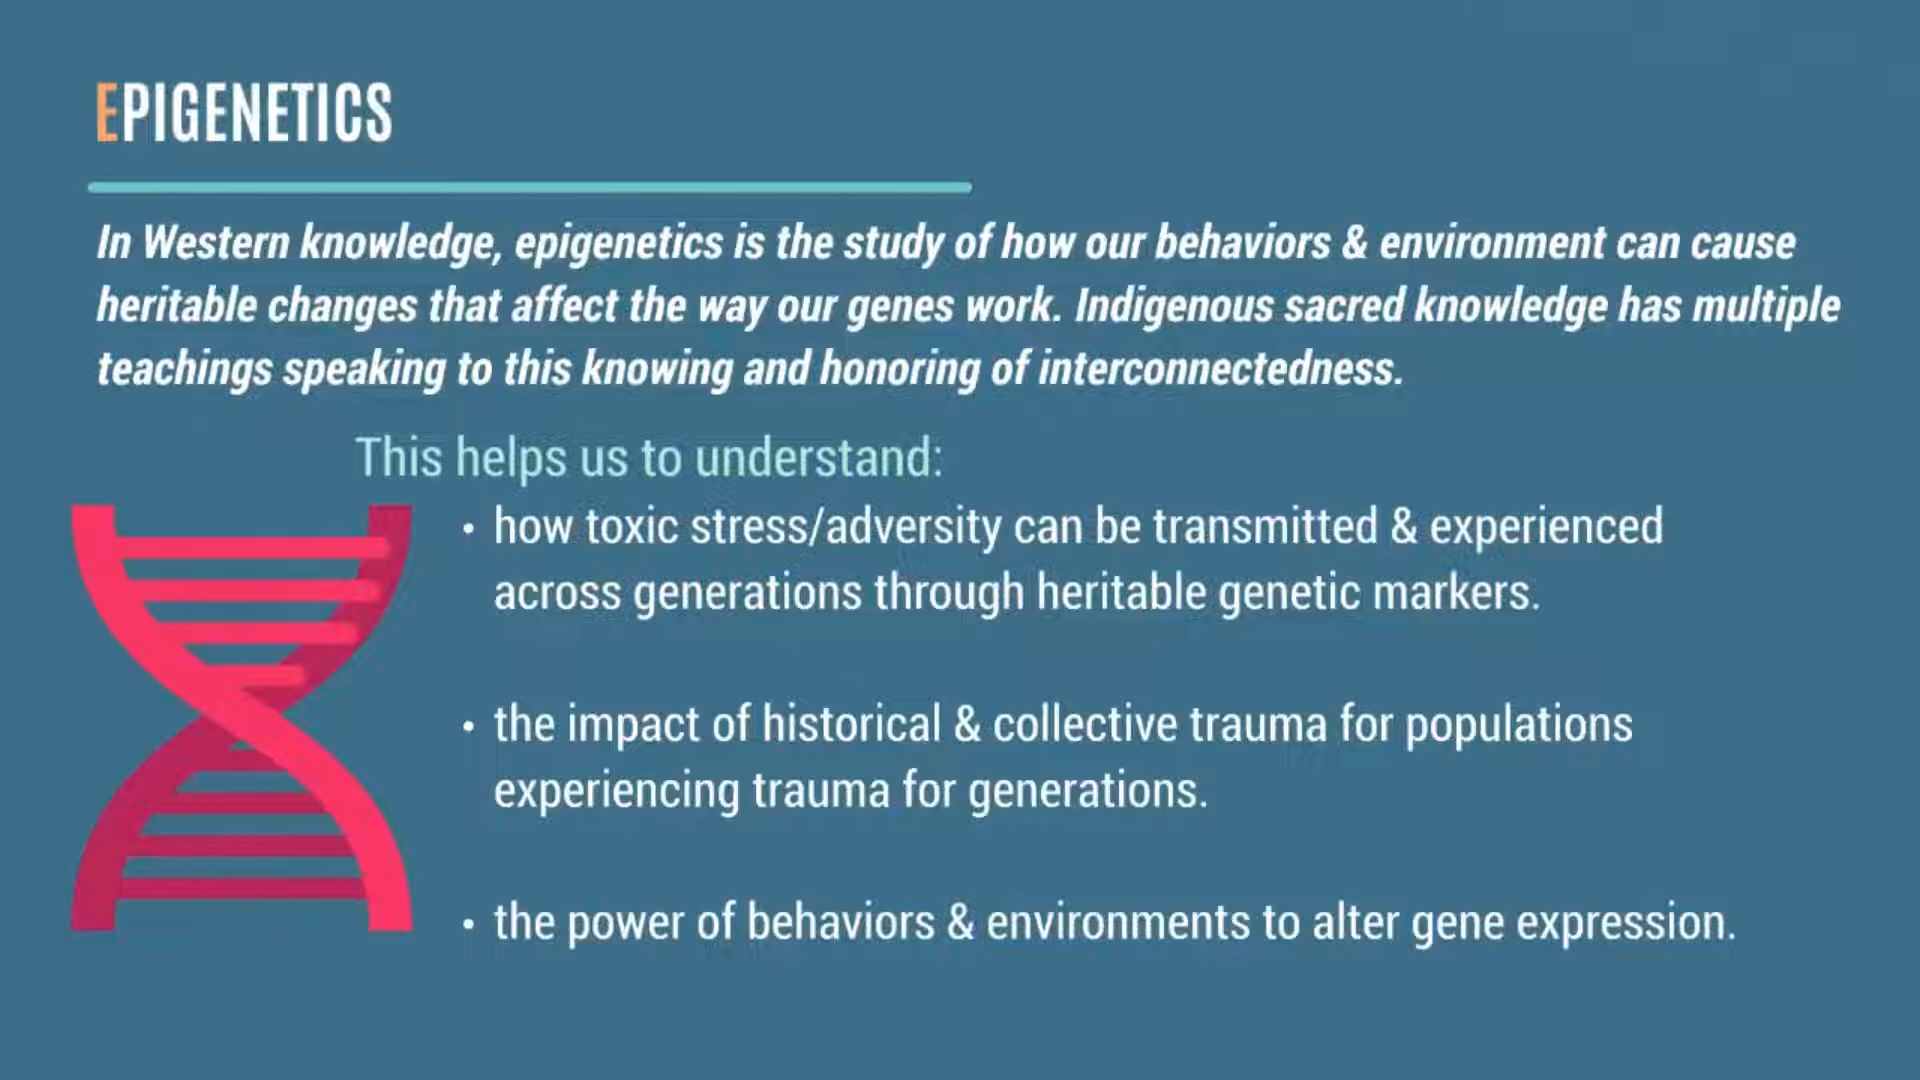 EPIGENETICS
In Western knowledge, epigenetics is the study of how our behaviors & environment can cause
heritable changes that affect the way our genes work. Indigenous sacred knowledge has multiple
teachings speaking to this knowing and honoring of interconnectedness.
This helps us to understand:
• how toxic stress/adversity can be transmitted & experienced
across generations through heritable genetic markers.
• the impact of historical & collective trauma for populations
experiencing trauma for generations.
• the power of behaviors & environments to alter gene expression.